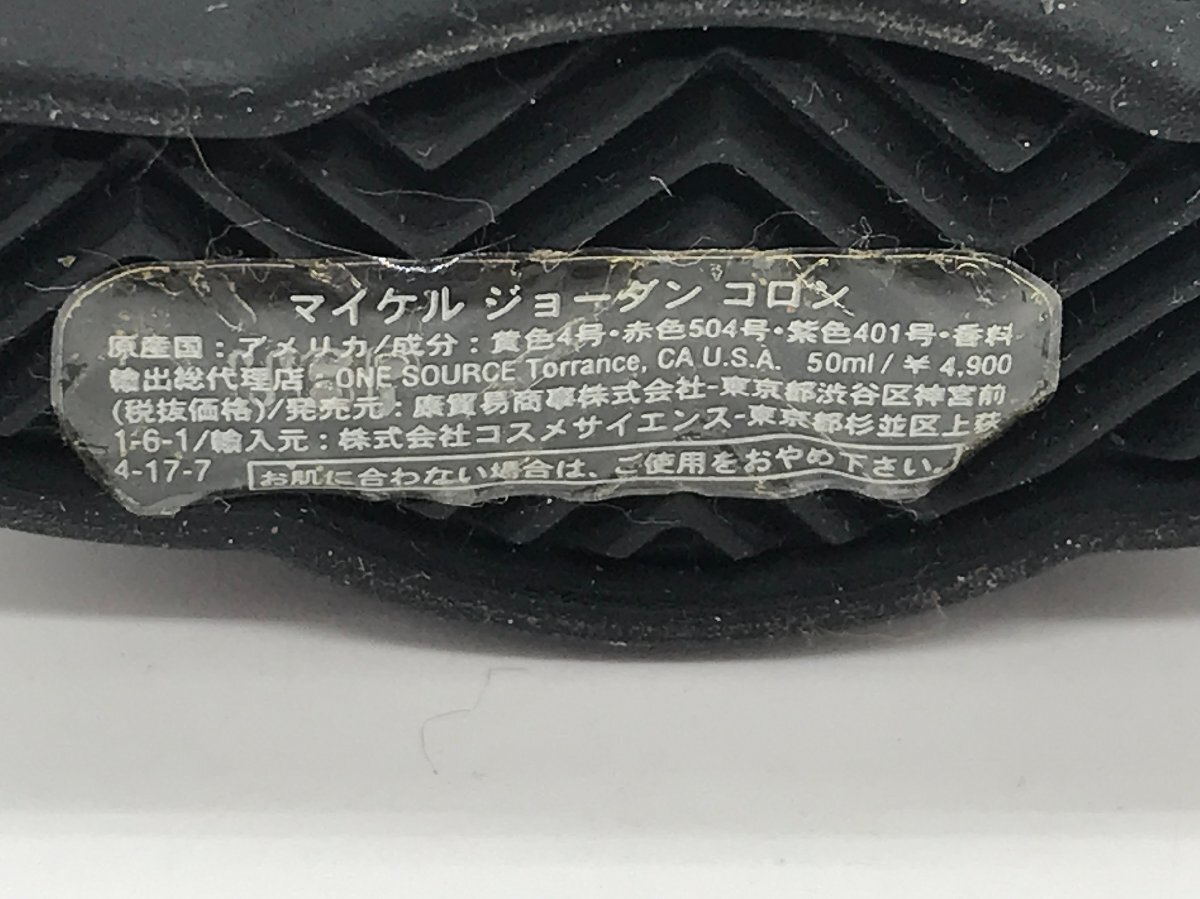 マイケル ジョーダン コロン
原産国：アメリカ/成分：黄色4号・赤色504号・紫色401号・香料
輸出総代理店：ONE SOURCE Torrance, CA U.S.A. 50ml / ¥ 4,900
(税抜価格)/発売元：康貿易商事株式会社-東京都渋谷区神宮前
1-6-1/輸入元：株式会社コスメサイエンス-東京都杉並区上荻
4-17-7 お肌に合わない場合は、ご使用をおやめ下さい。